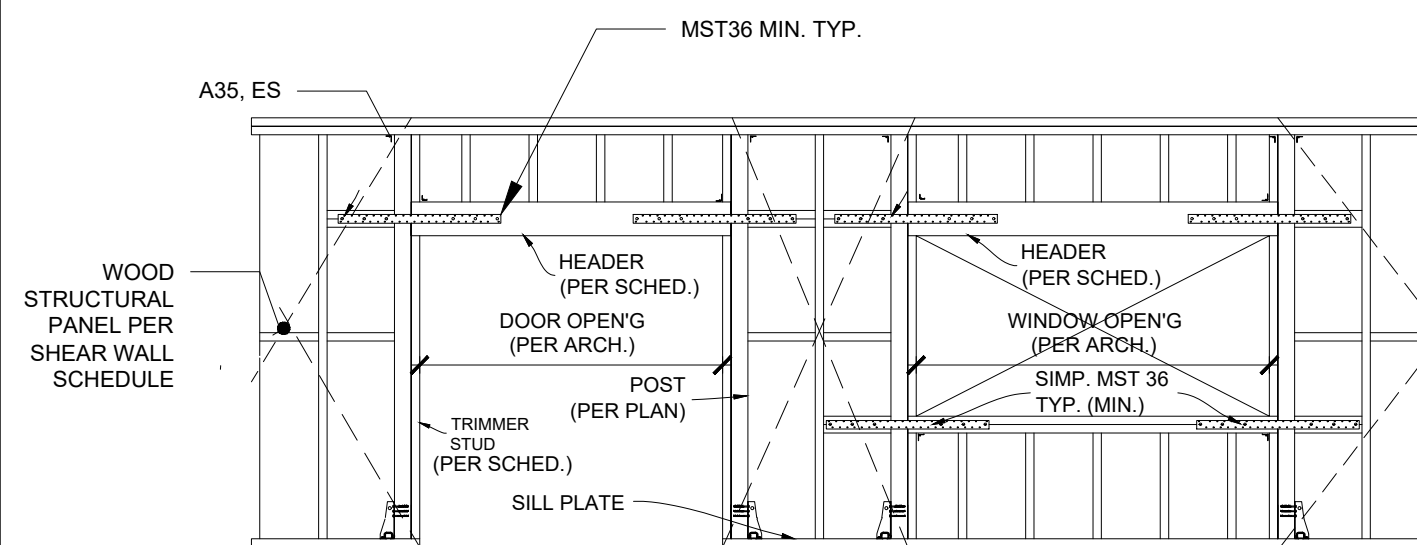 MST36 MIN. TYP.
A35, ES
WOOD
STRUCTURAL
PANEL PER
SHEAR WALL
SCHEDULE
HEADER
(PER SCHED.)
DOOR OPEN'G
(PER ARCH.)
POST
(PER PLAN)
TRIMMER
STUD
(PER SCHED.)
SILL PLATE
HEADER
(PER SCHED.)
WINDOW OPEN'G
(PER ARCH.)
SIMP. MST 36
TYP. (MIN.)